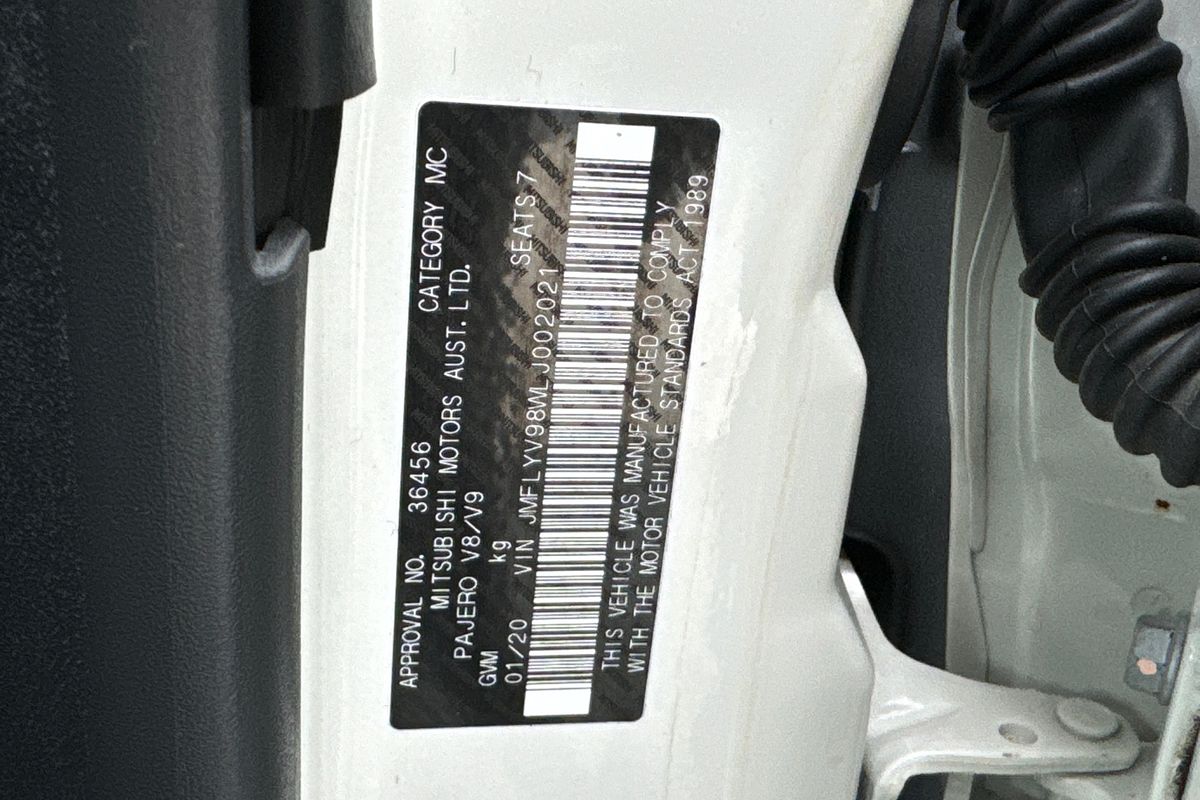 APPROVAL NO. 36456 CATEGORY MC
MITSUBISHI MOTORS AUST. LTD.
PAJERO V8/V9
GVM kg
01/20 VIN JMFLYV98WLJ002021 SEATS 7
THIS VEHICLE WAS MANUFACTURED TO COMPLY
WITH THE MOTOR VEHICLE STANDARDS ACT 1989